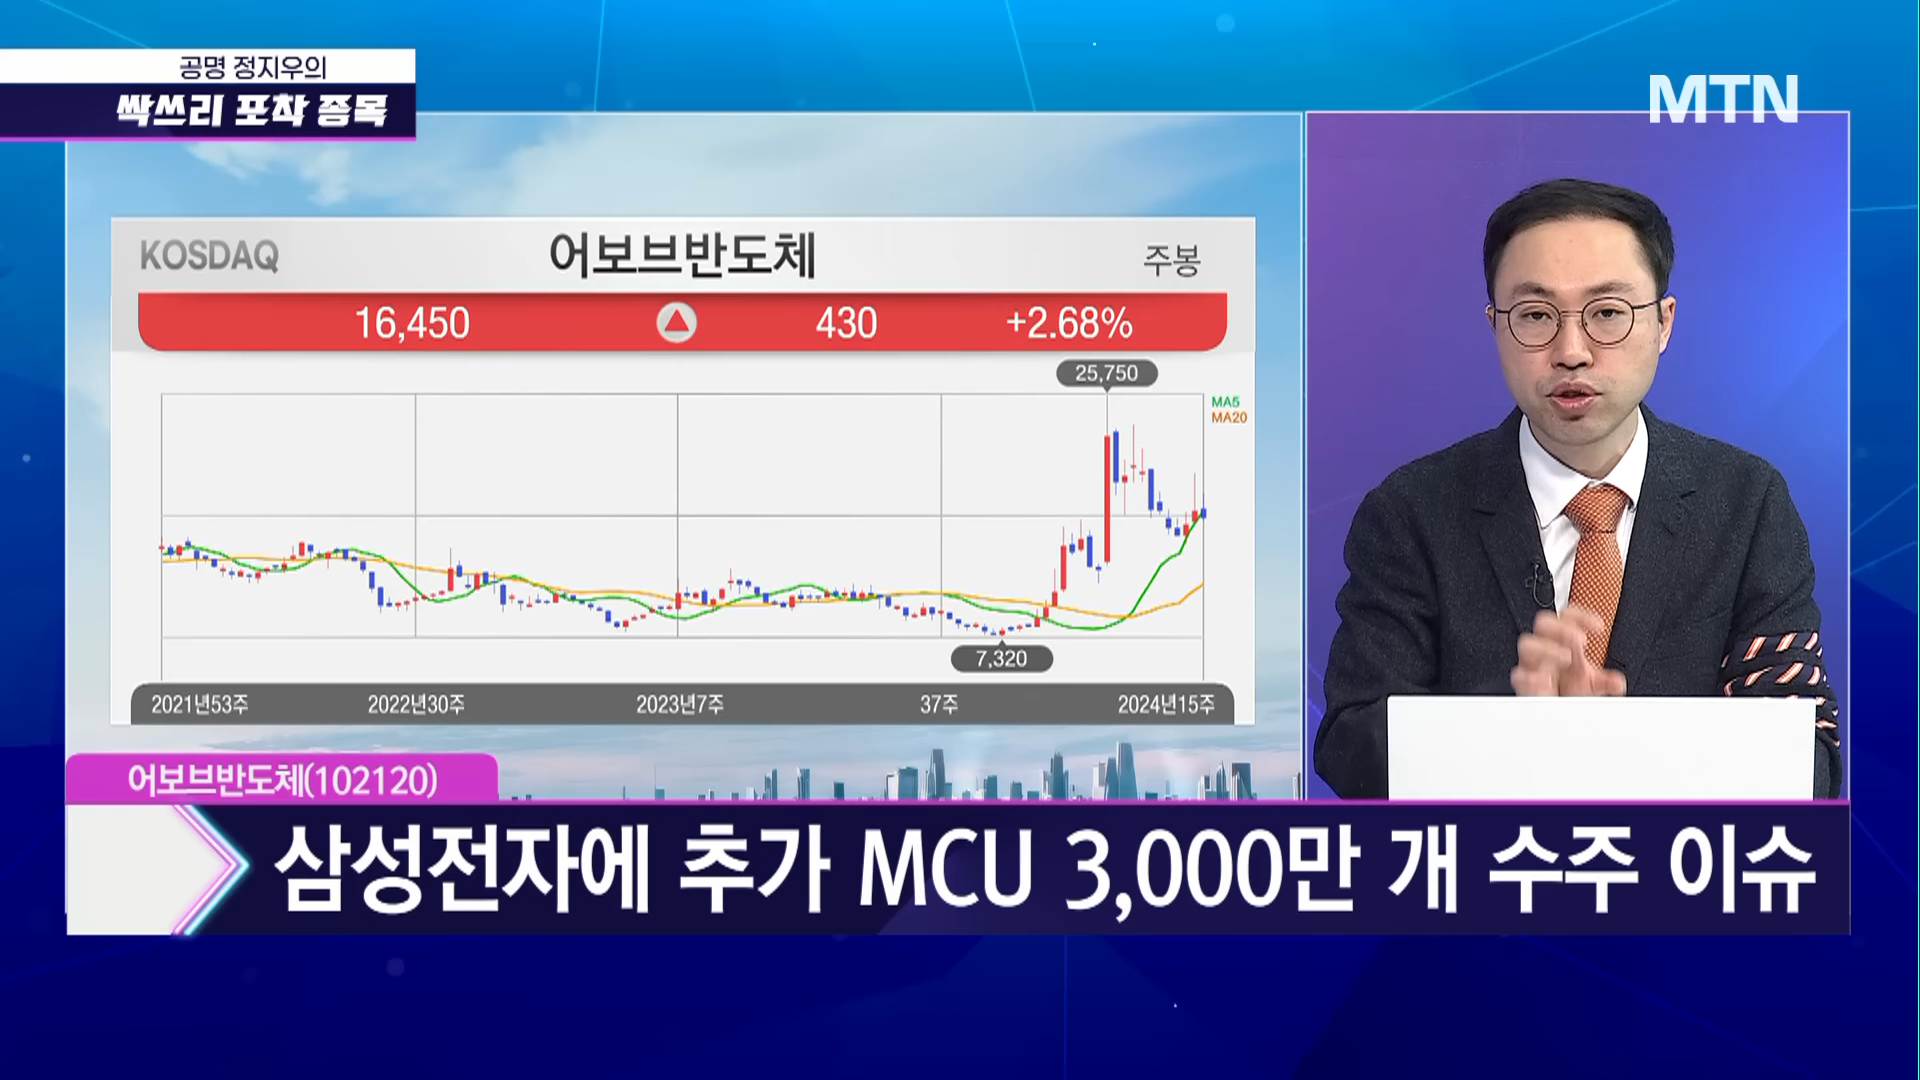 공명 정지우의
싹쓰리 포착 종목
MTN
KOSDAQ 어보브반도체 주봉
16,450 430 +2.68%
25,750
MA5
MA20
7,320
2021년53주 2022년30주 2023년7주 37주 2024년15주
어보브반도체(102120)
삼성전자에 추가 MCU 3,000만 개 수주 이슈